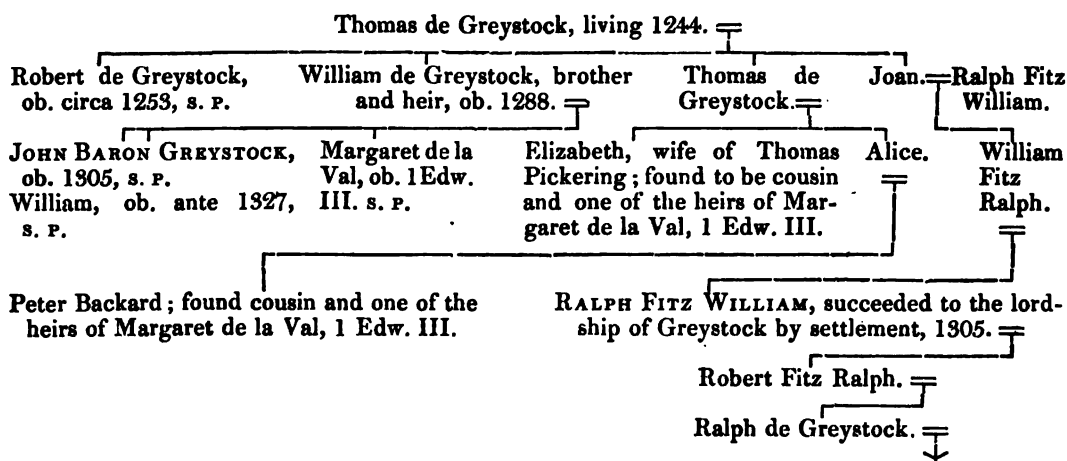 Thomas de Greystock, living 1244.
Robert de Greystock,
ob. circa 1253, s. p.
William de Greystock, brother
and heir, ob. 1288.
Thomas de
Greystock.
Joan.
Ralph Fitz
William.
John Baron Greystock,
ob. 1305, s. p.
William, ob. ante 1327,
s. p.
Margaret de la
Val, ob. 1 Edw.
III. s. p.
Elizabeth, wife of Thomas
Pickering; found to be cousin
and one of the heirs of Mar-
garet de la Val, 1 Edw. III.
Alice.
William
Fitz
Ralph.
Peter Backard; found cousin and one of the
heirs of Margaret de la Val, 1 Edw. III.
Ralph Fitz William, succeeded to the lord-
ship of Greystock by settlement, 1305.
Robert Fitz Ralph.
Ralph de Greystock.